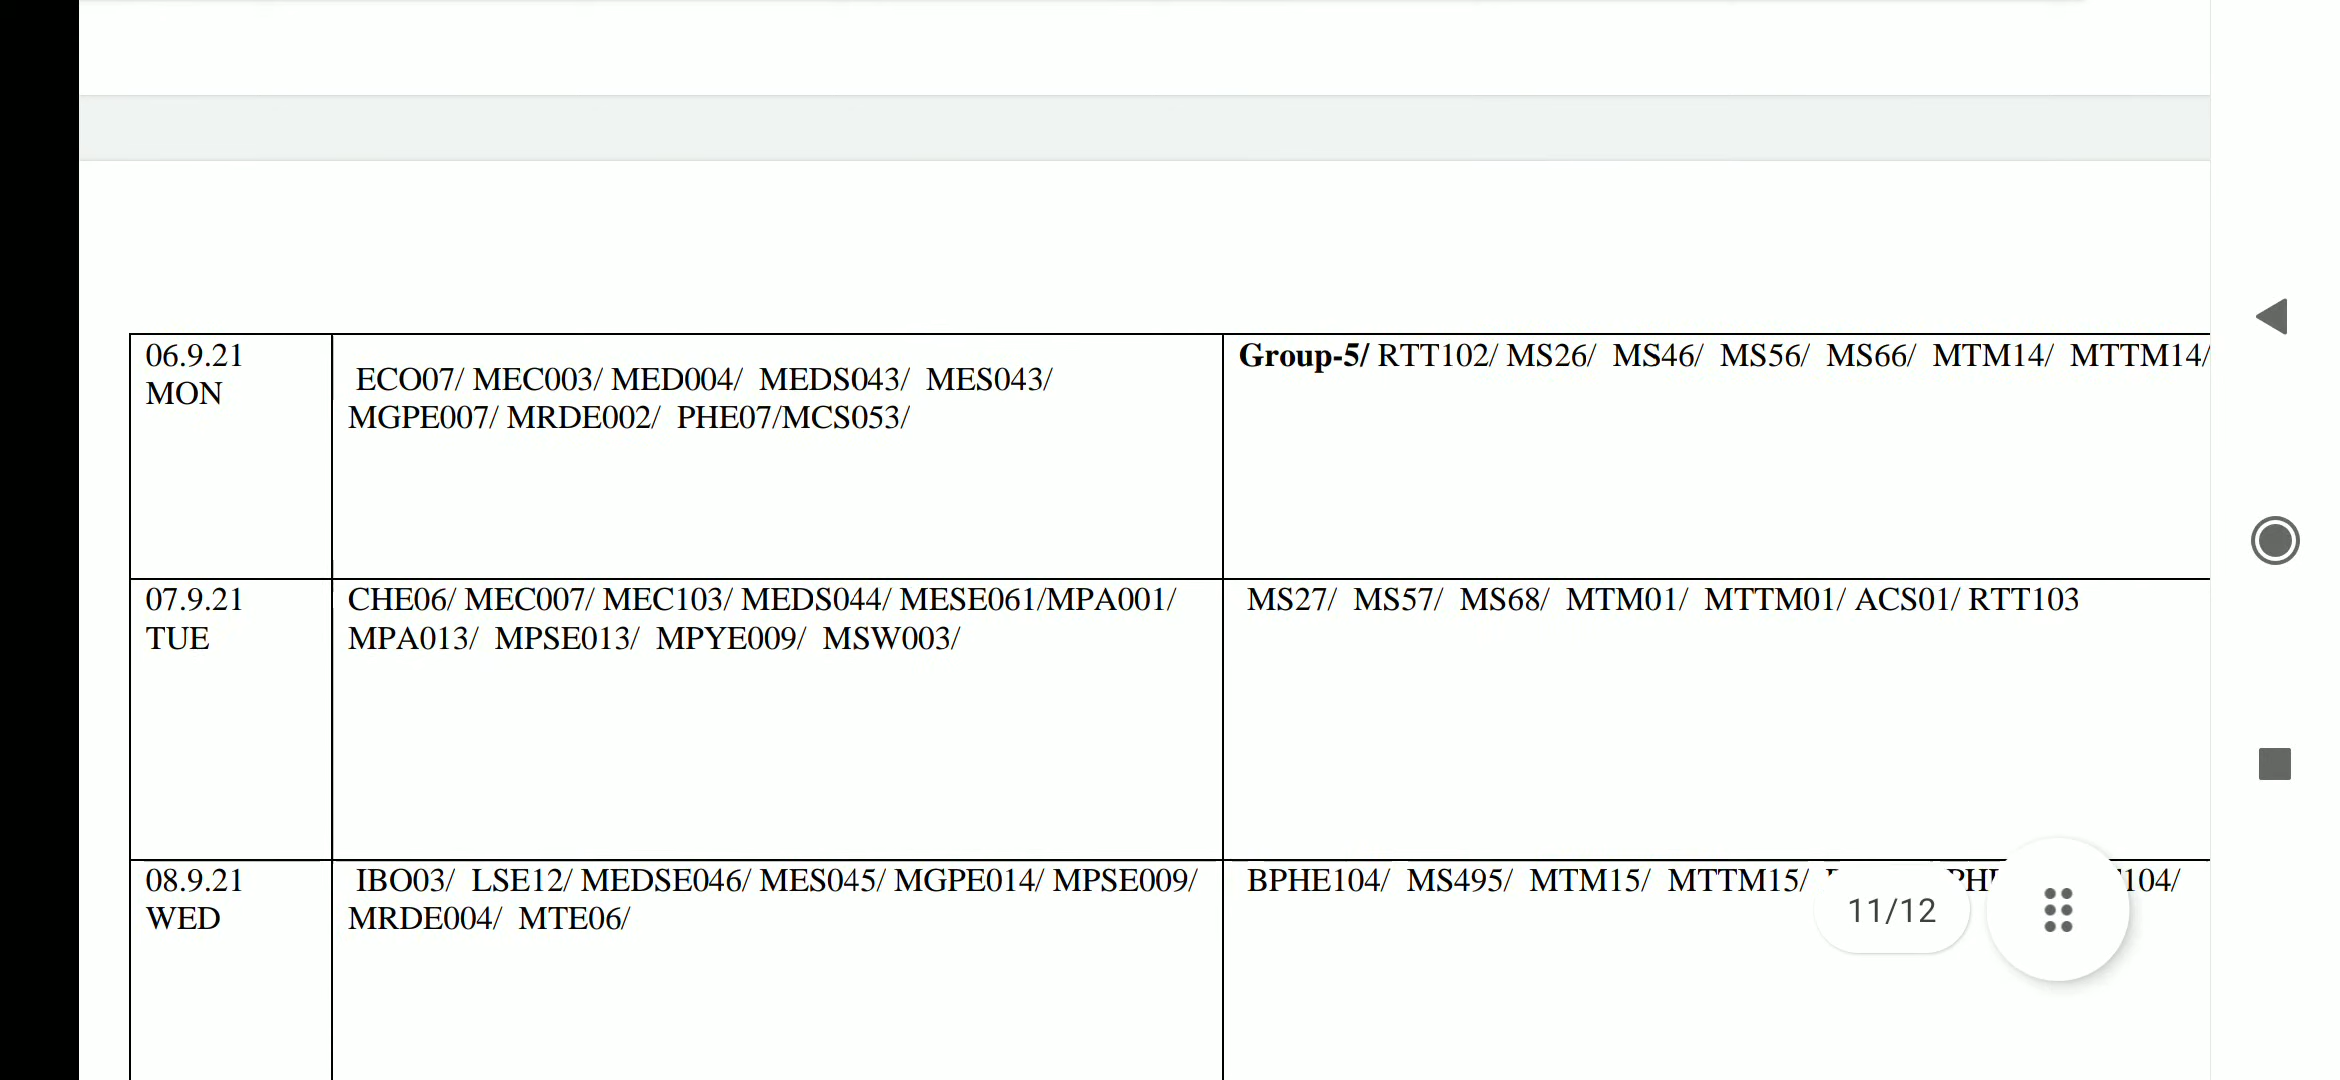 06.9.21
MON
ECO07/ MEC003/ MED004/ MEDS043/ MES043/
MGPE007/ MRDE002/ PHE07/MCS053/
Group-5/ RTT102/ MS26/ MS46/ MS56/ MS66/ MTM14/ MTTM14/
07.9.21
TUE
CHE06/ MEC007/ MEC103/ MEDS044/ MESE061/MPA001/
MPA013/ MPSE013/ MPYE009/ MSW003/
MS27/ MS57/ MS68/ MTM01/ MTTM01/ ACS01/ RTT103
08.9.21
WED
IBO03/ LSE12/ MEDSE046/ MES045/ MGPE014/ MPSE009/
MRDE004/ MTE06/
BPHE104/ MS495/ MTM15/ MTTM15/
11/12